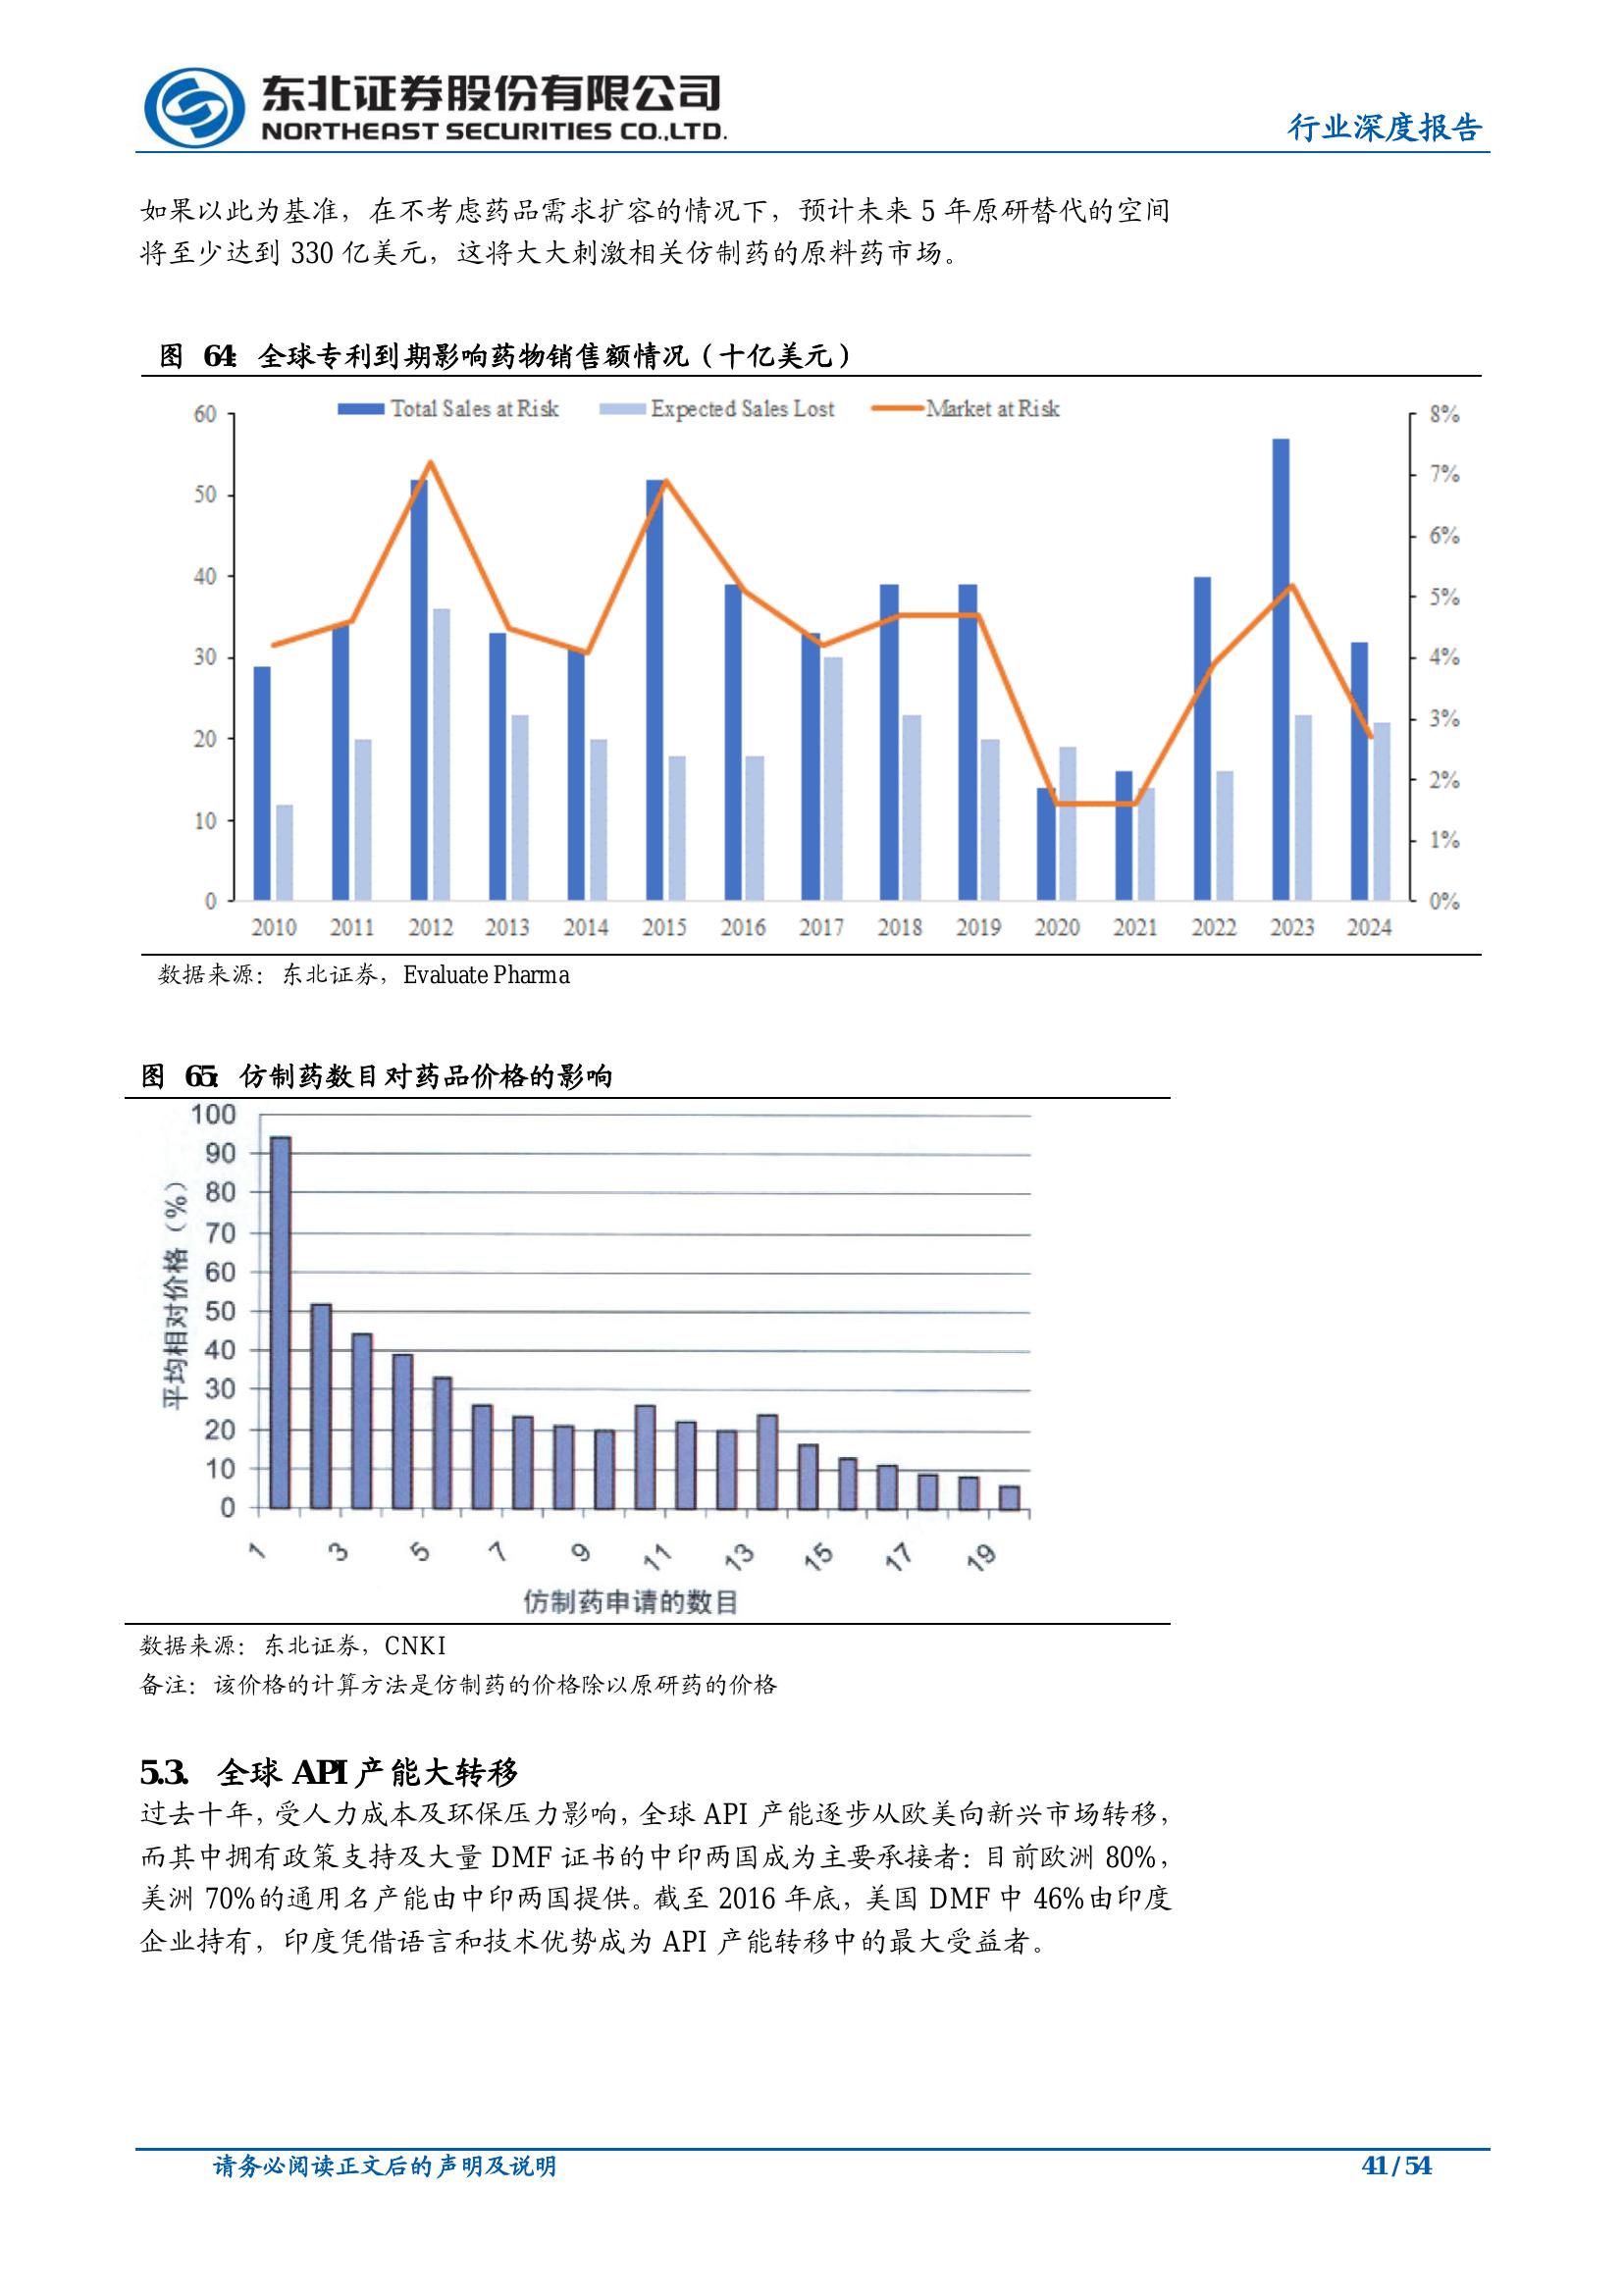 东北证券股份有限公司
NORTHEAST SECURITIES CO.,LTD.
行业深度报告
如果以此为基准，在不考虑药品需求扩容的情况下，预计未来 5 年原研替代的空间
将至少达到 330 亿美元，这将大大刺激相关仿制药的原料药市场。
图 64: 全球专利到期影响药物销售额情况（十亿美元）
Total Sales at Risk Expected Sales Lost Market at Risk
60
50
40
30
20
10
0
8%
7%
6%
5%
4%
3%
2%
1%
0%
2010 2011 2012 2013 2014 2015 2016 2017 2018 2019 2020 2021 2022 2023 2024
数据来源：东北证券，Evaluate Pharma
图 65: 仿制药数目对药品价格的影响
平均相对价格（%）
100
90
80
70
60
50
40
30
20
10
0
1 3 5 7 9 11 13 15 17 19
仿制药申请的数目
数据来源：东北证券，CNKI
备注：该价格的计算方法是仿制药的价格除以原研药的价格
5.3. 全球 API 产能大转移
过去十年，受人力成本及环保压力影响，全球 API 产能逐步从欧美向新兴市场转移，
而其中拥有政策支持及大量 DMF 证书的中印两国成为主要承接者：目前欧洲 80%，
美洲 70%的通用名产能由中印两国提供。截至 2016 年底，美国 DMF 中 46%由印度
企业持有，印度凭借语言和技术优势成为 API 产能转移中的最大受益者。
请务必阅读正文后的声明及说明
41 / 54